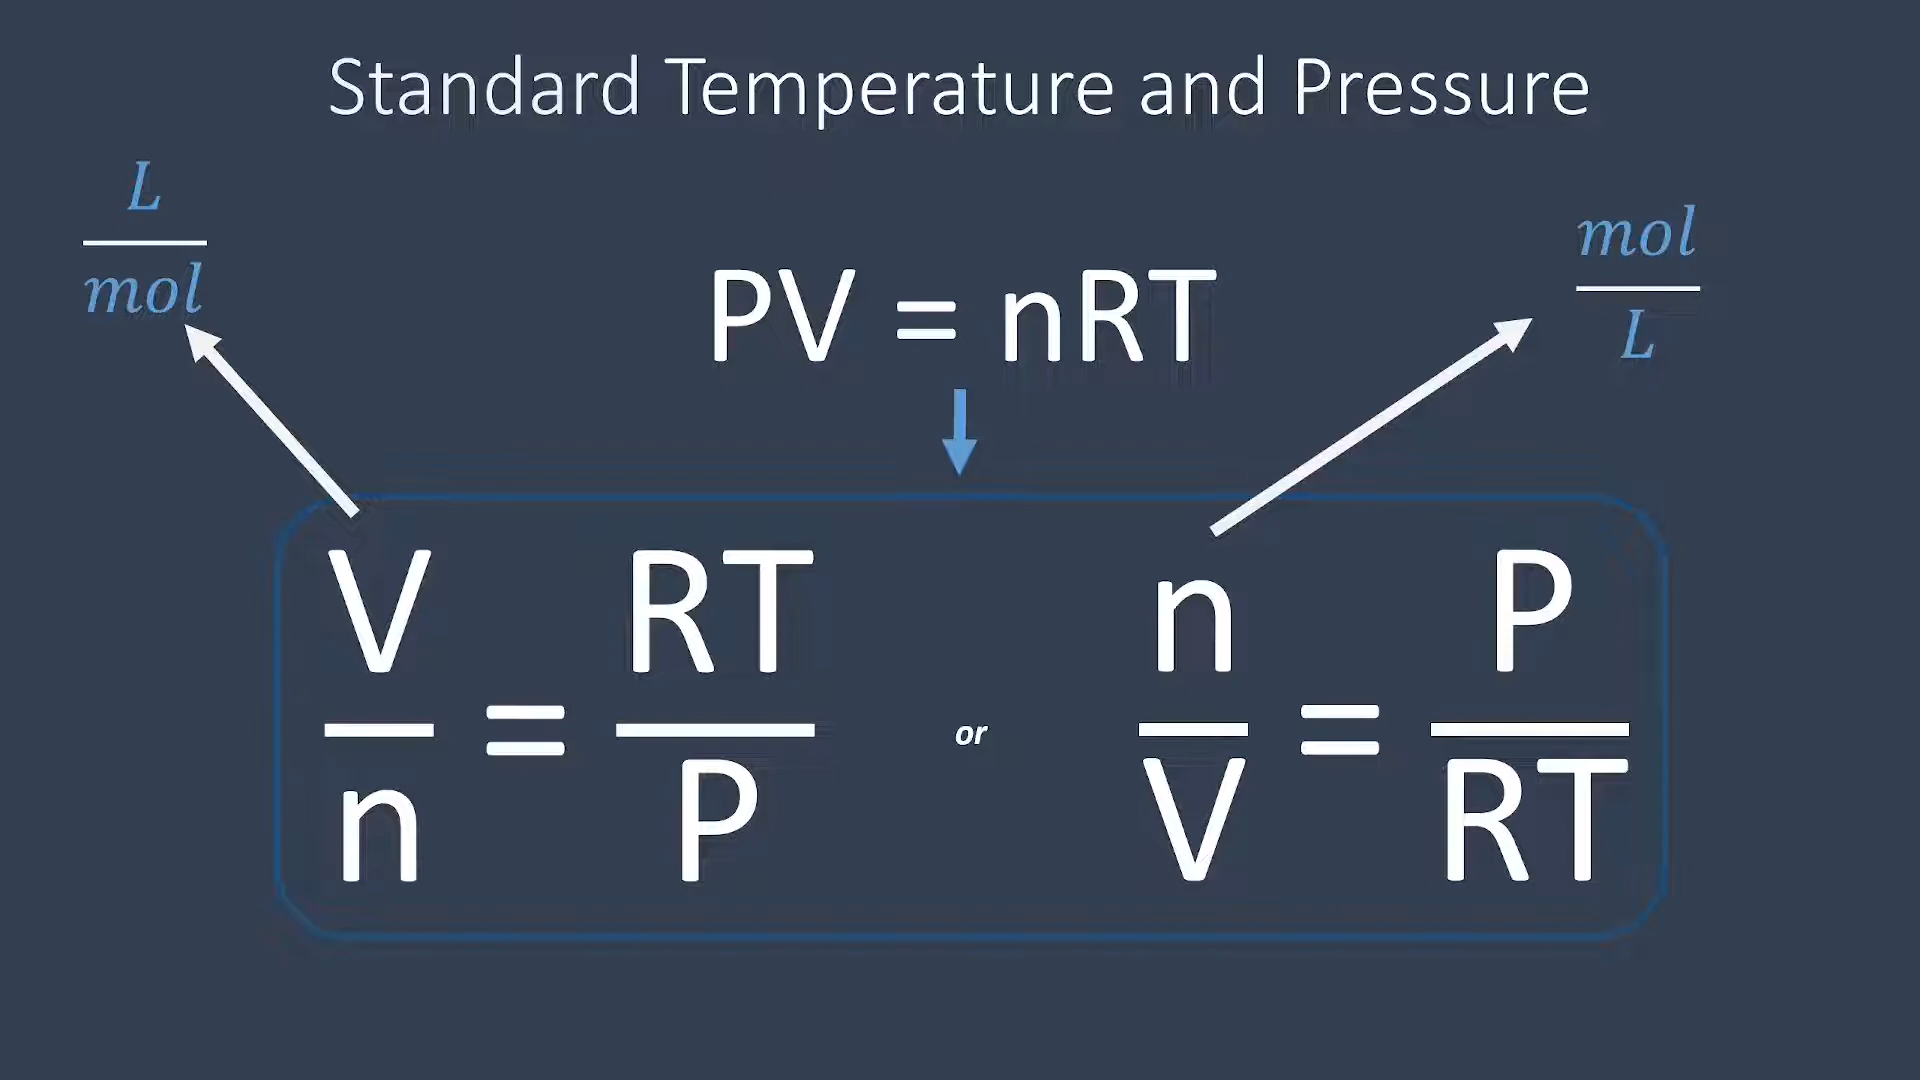 Standard Temperature and Pressure
L
mol
PV = nRT
mol
L
V
n
=
RT
P
or
n
V
=
P
RT